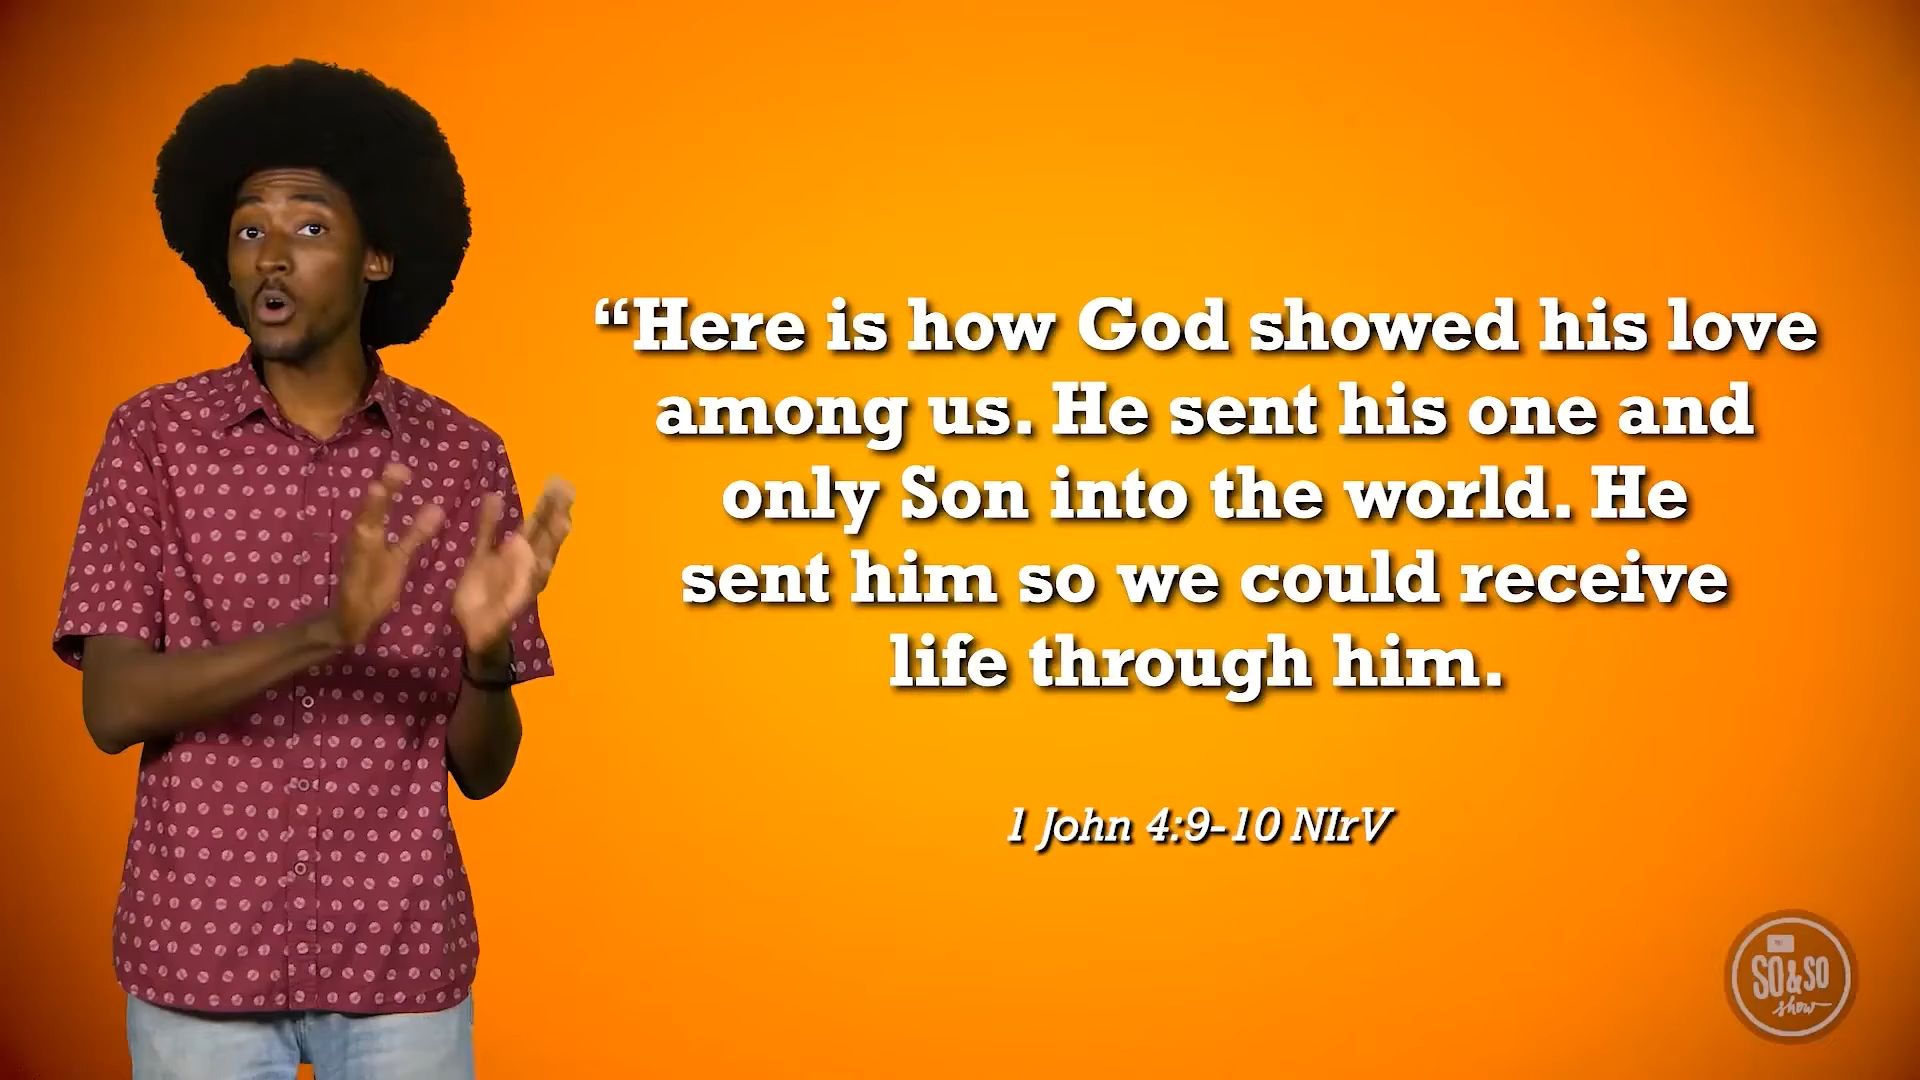 “Here is how God showed his love
among us. He sent his one and
only Son into the world. He
sent him so we could receive
life through him.
1 John 4:9-10 NIrV
SO & SO
show